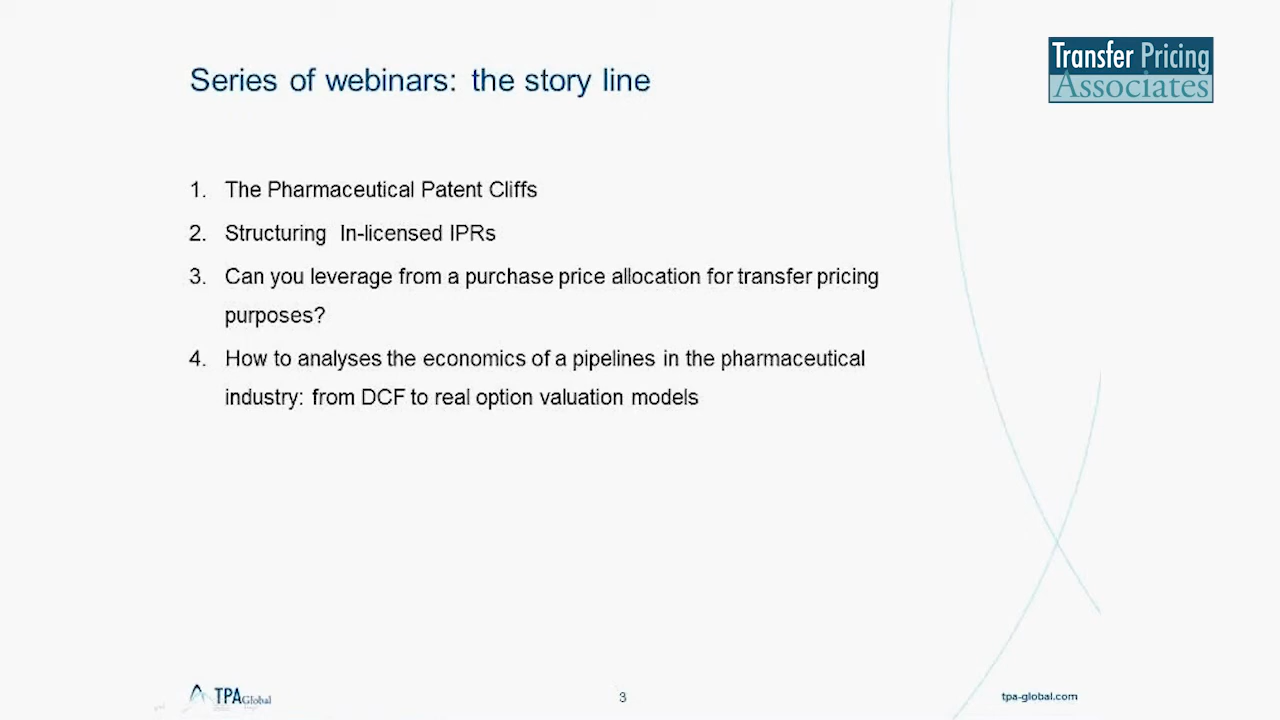 Transfer Pricing
Associates
Series of webinars: the story line
1. The Pharmaceutical Patent Cliffs
2. Structuring In-licensed IPRs
3. Can you leverage from a purchase price allocation for transfer pricing
purposes?
4. How to analyses the economics of a pipelines in the pharmaceutical
industry: from DCF to real option valuation models
TPA Global
3
tpa-global.com